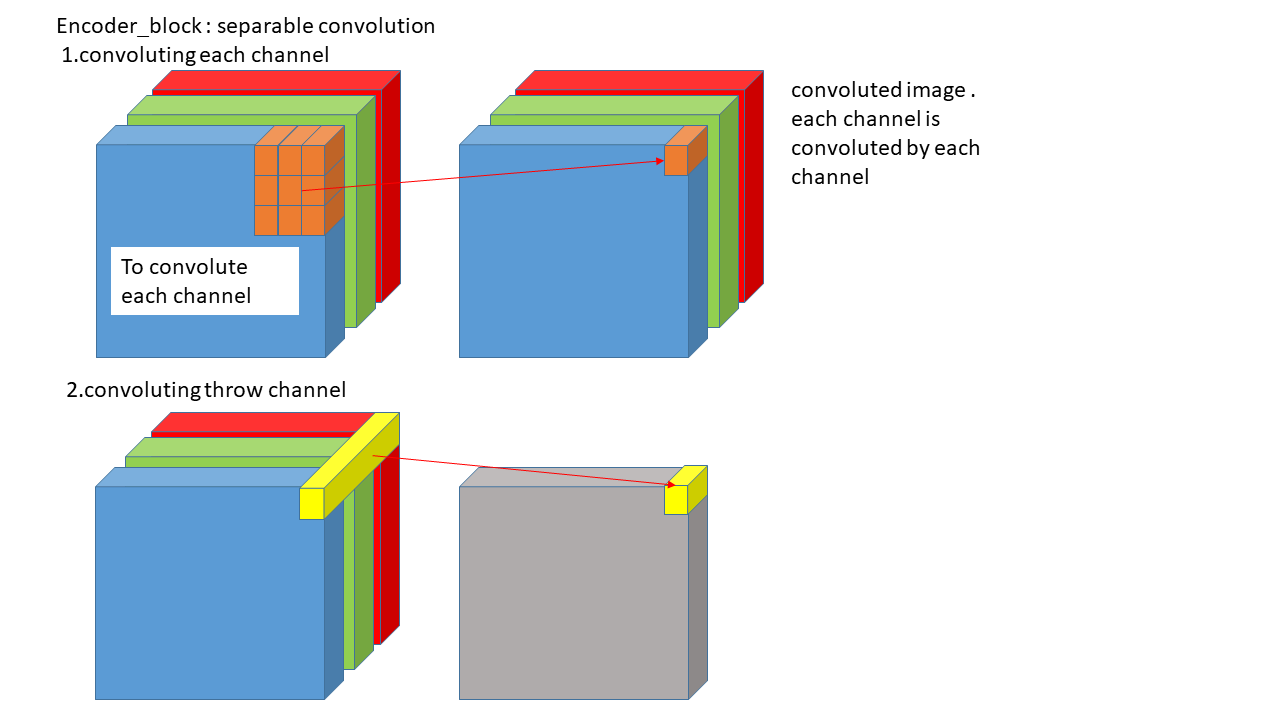 Encoder_block : separable convolution
1.convoluting each channel
convoluted image .
each channel is
convoluted by each
channel
To convolute
each channel
2.convoluting throw channel